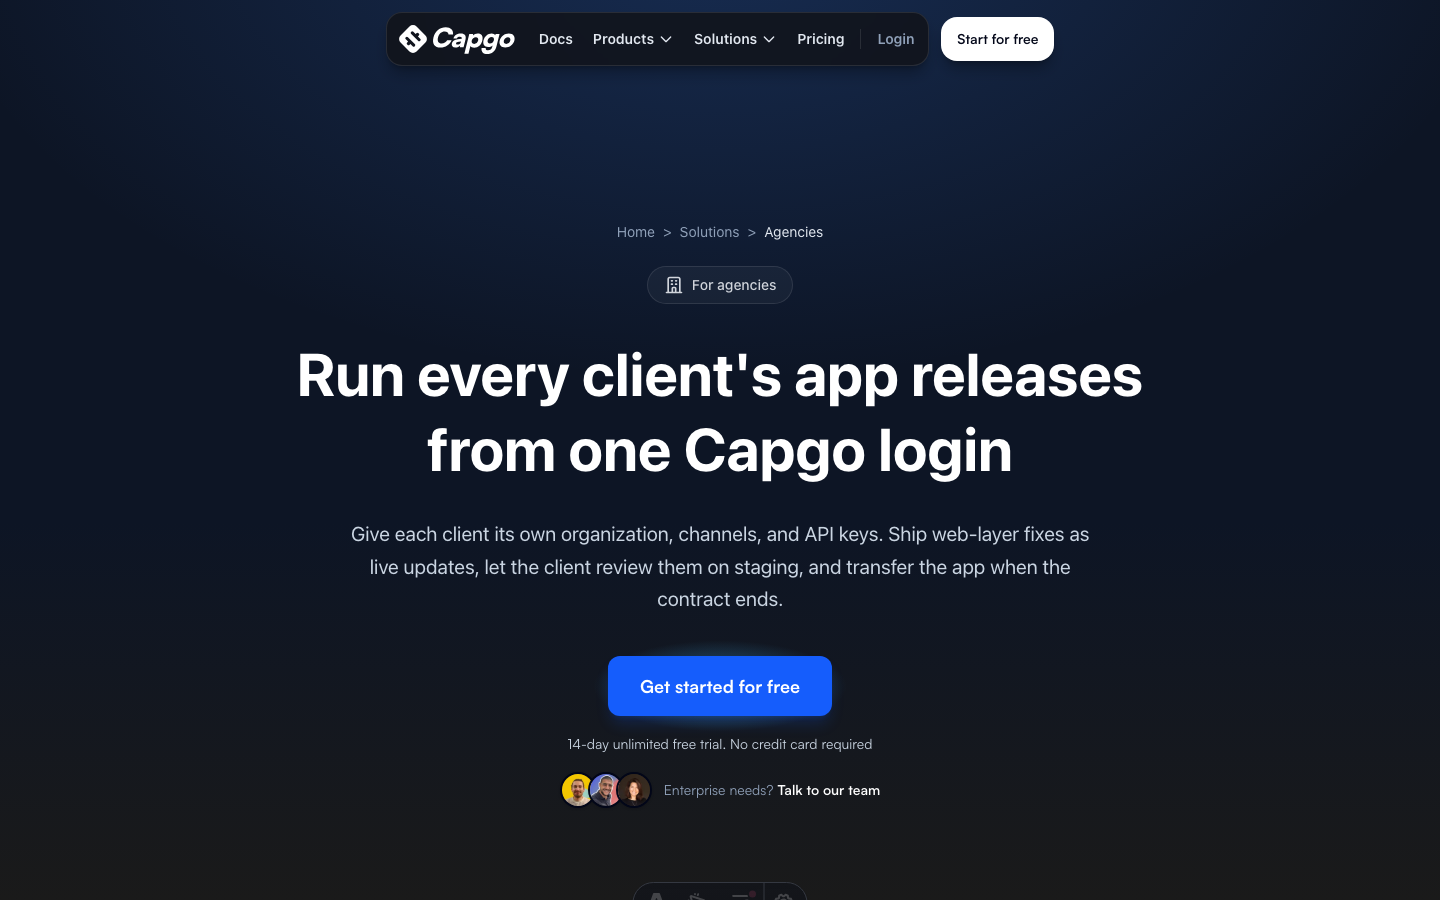 Capgo
Docs
Products
Solutions
Pricing
Login
Start for free
Home > Solutions > Agencies
For agencies
Run every client's app releases
from one Capgo login
Give each client its own organization, channels, and API keys. Ship web-layer fixes as
live updates, let the client review them on staging, and transfer the app when the
contract ends.
Get started for free
14-day unlimited free trial. No credit card required
Enterprise needs? Talk to our team